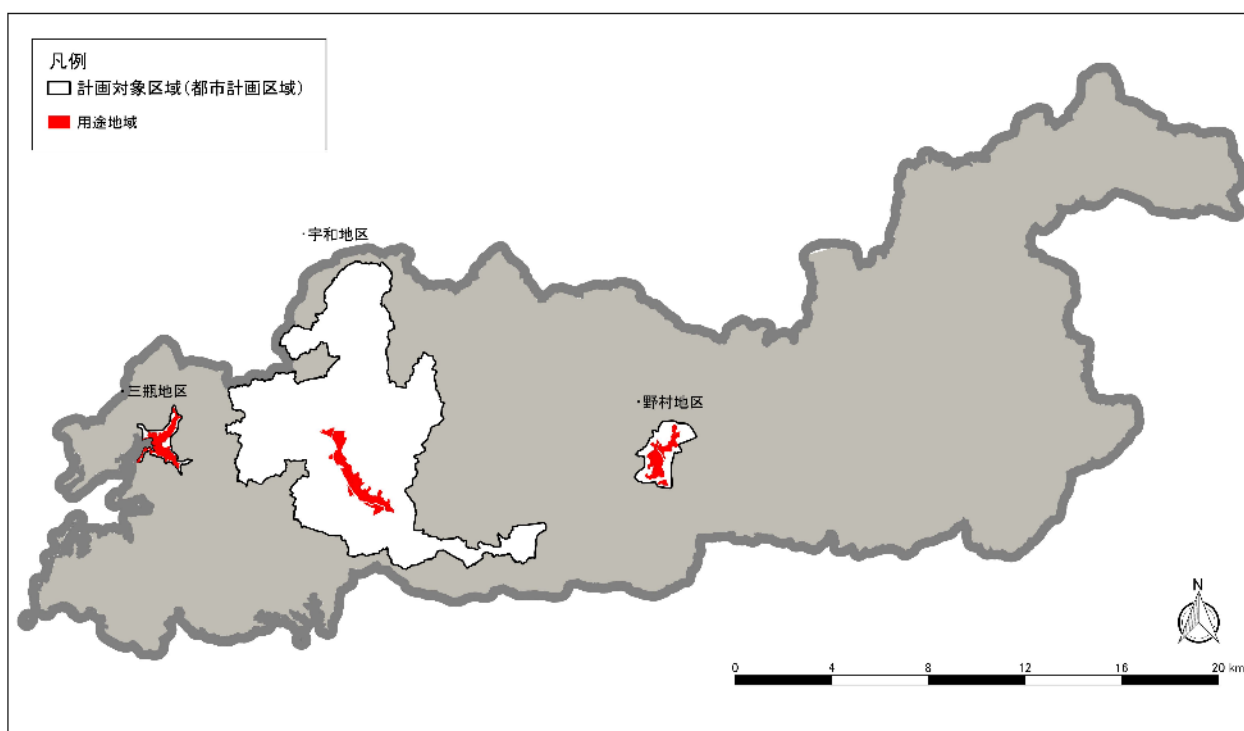 凡例
計画対象区域(都市計画区域)
用途地域
・宇和地区
・三瓶地区
・野村地区
N
0 4 8 12 16 20 km